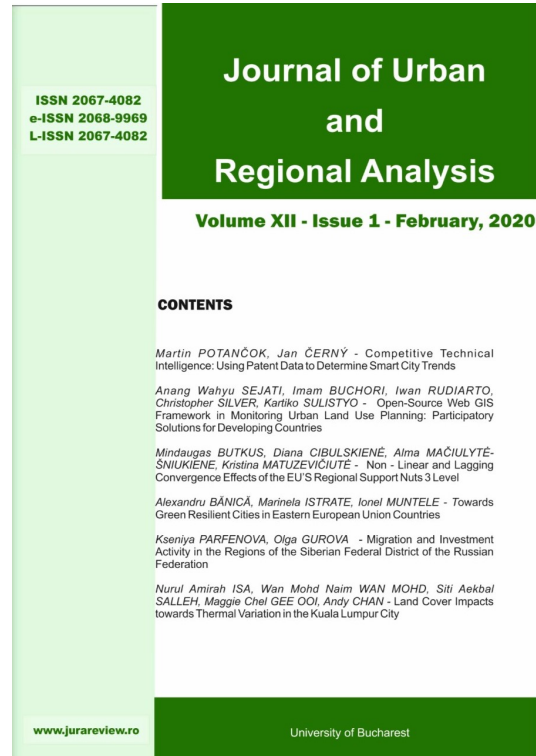 ISSN 2067-4082
e-ISSN 2068-9969
L-ISSN 2067-4082
Journal of Urban
and
Regional Analysis
Volume XII - Issue 1 - February, 2020
CONTENTS
Martin POTANČOK, Jan ČERNÝ - Competitive Technical
Intelligence: Using Patent Data to Determine Smart City Trends
Anang Wahyu SEJATI, Imam BUCHORI, Iwan RUDIARTO,
Christopher SILVER, Kartiko SULISTYO - Open-Source Web GIS
Framework in Monitoring Urban Land Use Planning: Participatory
Solutions for Developing Countries
Mindaugas BUTKUS, Diana CIBULSKIENĖ, Alma MAČIULYTĖ-
ŠNIUKIENE, Kristina MATUZEVIČIUTĖ - Non - Linear and Lagging
Convergence Effects of the EU'S Regional Support Nuts 3 Level
Alexandru BĂNICĂ, Marinela ISTRATE, Ionel MUNTELE - Towards
Green Resilient Cities in Eastern European Union Countries
Kseniya PARFENOVA, Olga GUROVA - Migration and Investment
Activity in the Regions of the Siberian Federal District of the Russian
Federation
Nurul Amirah ISA, Wan Mohd Naim WAN MOHD, Siti Aekbal
SALLEH, Maggie Chel GEE OOI, Andy CHAN - Land Cover Impacts
towards Thermal Variation in the Kuala Lumpur City
www.jurareview.ro
University of Bucharest